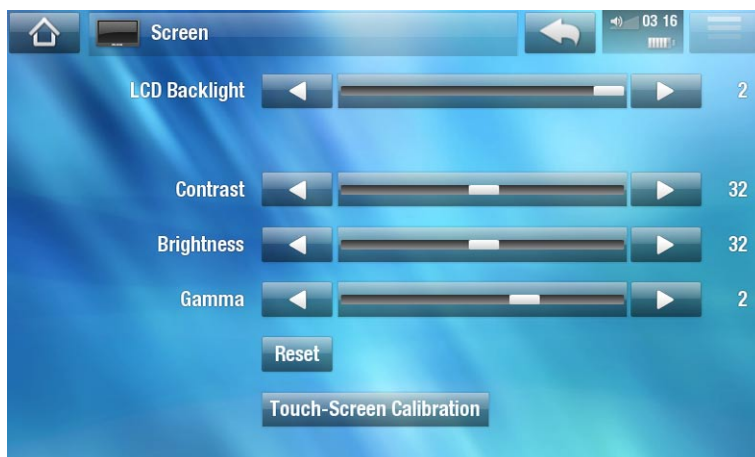 Screen
03 16
LCD Backlight 2
Contrast 32
Brightness 32
Gamma 2
Reset
Touch-Screen Calibration